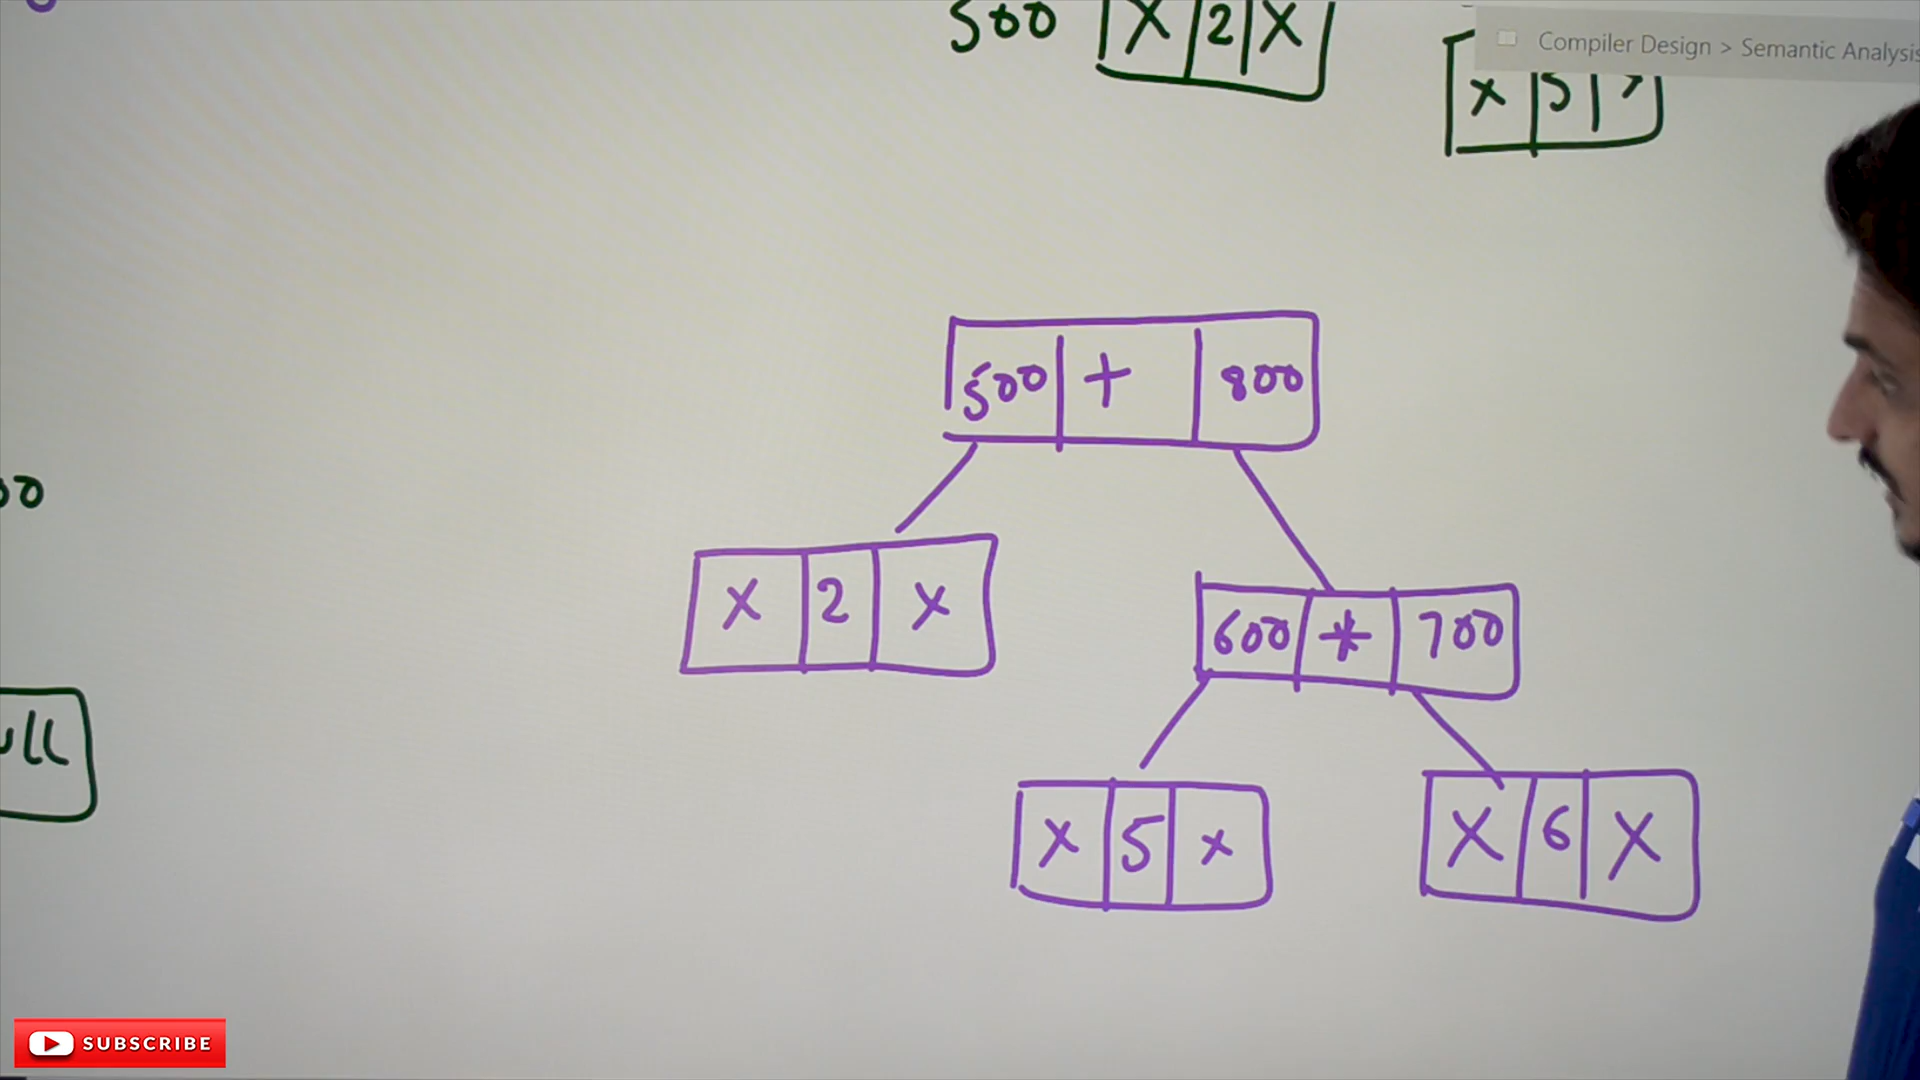 500 X 2 X
Compiler Design > Semantic Analysis
x 5
500 + 800
x 2 x
600 * 700
x 5 x
X 6 X
SUBSCRIBE